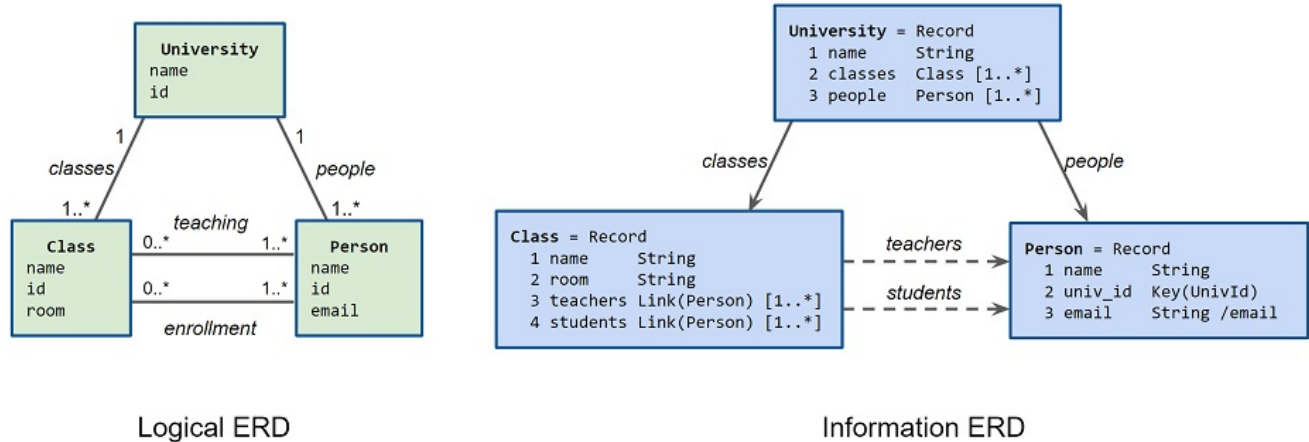 University
name
id
1
1
classes
people
1..*
1..*
Class
name
id
room
teaching
0..*
1..*
0..*
1..*
enrollment
Person
name
id
email
Logical ERD
University = Record
1 name String
2 classes Class [1..*]
3 people Person [1..*]
classes
people
Class = Record
1 name String
2 room String
3 teachers Link(Person) [1..*]
4 students Link(Person) [1..*]
teachers
students
Person = Record
1 name String
2 univ_id Key(UnivId)
3 email String /email
Information ERD